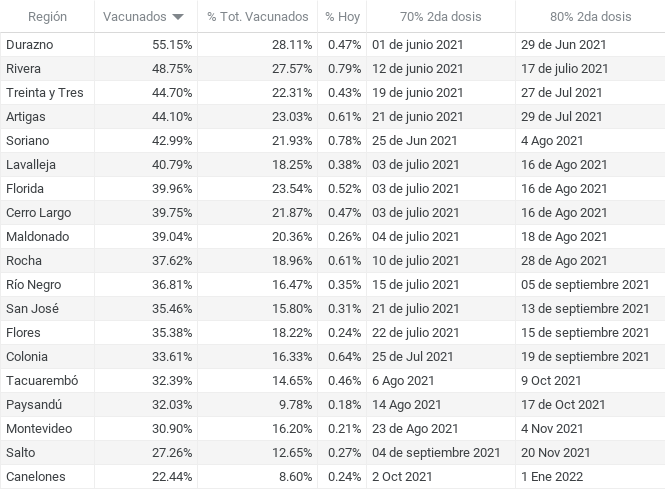 Región Vacunados % Tot. Vacunados % Hoy 70% 2da dosis 80% 2da dosis
Durazno 55.15% 28.11% 0.47% 01 de junio 2021 29 de Jun 2021
Rivera 48.75% 27.57% 0.79% 12 de junio 2021 17 de julio 2021
Treinta y Tres 44.70% 22.31% 0.43% 19 de junio 2021 27 de Jul 2021
Artigas 44.10% 23.03% 0.61% 21 de junio 2021 29 de Jul 2021
Soriano 42.99% 21.93% 0.78% 25 de Jun 2021 4 Ago 2021
Lavalleja 40.79% 18.25% 0.38% 03 de julio 2021 16 de Ago 2021
Florida 39.96% 23.54% 0.52% 03 de julio 2021 16 de Ago 2021
Cerro Largo 39.75% 21.87% 0.47% 03 de julio 2021 16 de Ago 2021
Maldonado 39.04% 20.36% 0.26% 04 de julio 2021 18 de Ago 2021
Rocha 37.62% 18.96% 0.61% 10 de julio 2021 28 de Ago 2021
Río Negro 36.81% 16.47% 0.35% 15 de julio 2021 05 de septiembre 2021
San José 35.46% 15.80% 0.31% 21 de julio 2021 13 de septiembre 2021
Flores 35.38% 18.22% 0.24% 22 de julio 2021 15 de septiembre 2021
Colonia 33.61% 16.33% 0.64% 25 de Jul 2021 19 de septiembre 2021
Tacuarembó 32.39% 14.65% 0.46% 6 Ago 2021 9 Oct 2021
Paysandú 32.03% 9.78% 0.18% 14 Ago 2021 17 de Oct 2021
Montevideo 30.90% 16.20% 0.21% 23 de Ago 2021 4 Nov 2021
Salto 27.26% 12.65% 0.27% 04 de septiembre 2021 20 Nov 2021
Canelones 22.44% 8.60% 0.24% 2 Oct 2021 1 Ene 2022